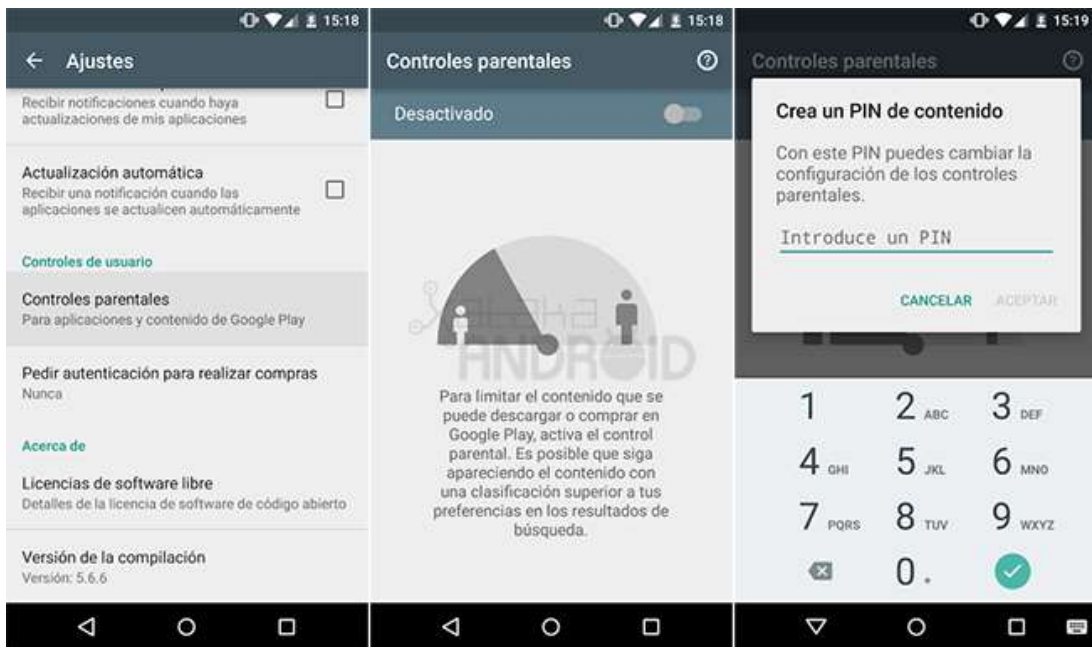 15:18
Ajustes
Recibir notificaciones cuando haya
actualizaciones de mis aplicaciones
Actualización automática
Recibir una notificación cuando las
aplicaciones se actualicen automáticamente
Controles de usuario
Controles parentales
Para aplicaciones y contenido de Google Play
Pedir autenticación para realizar compras
Nunca
Acerca de
Licencias de software libre
Detalles de la licencia de software de código abierto
Versión de la compilación
Versión: 5.6.6
15:18
Controles parentales
Desactivado
xataka
ANDROID
Para limitar el contenido que se
puede descargar o comprar en
Google Play, activa el control
parental. Es posible que siga
apareciendo el contenido con
una clasificación superior a tus
preferencias en los resultados de
búsqueda.
15:19
Controles parentales
Crea un PIN de contenido
Con este PIN puedes cambiar la
configuración de los controles
parentales.
Introduce un PIN
CANCELAR ACEPTAR
1 2 ABC 3 DEF
4 GHI 5 JKL 6 MNO
7 PQRS 8 TUV 9 WXYZ
0 .